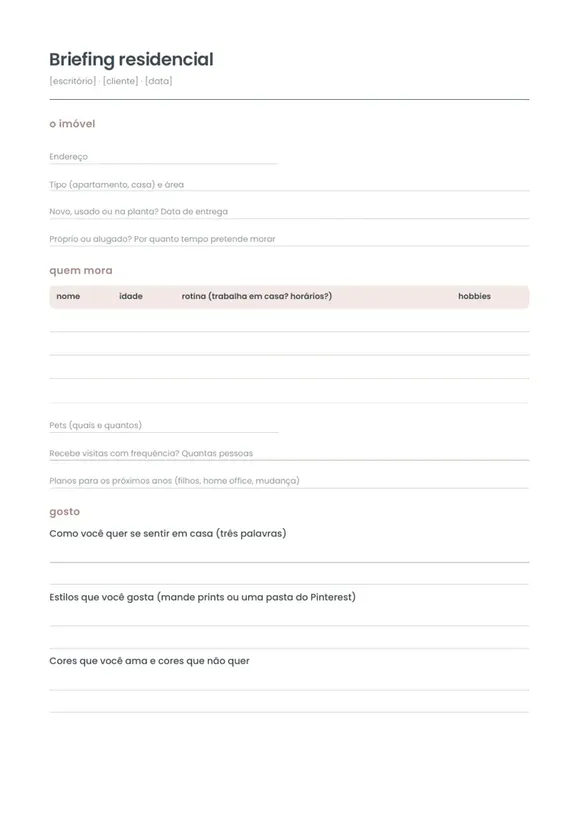 Briefing residencial
[escritório] · [cliente] · [data]
o imóvel
Endereço
Tipo (apartamento, casa) e área
Novo, usado ou na planta? Data de entrega
Próprio ou alugado? Por quanto tempo pretende morar
quem mora
nome idade rotina (trabalha em casa? horários?) hobbies
Pets (quais e quantos)
Recebe visitas com frequência? Quantas pessoas
Planos para os próximos anos (filhos, home office, mudança)
gosto
Como você quer se sentir em casa (três palavras)
Estilos que você gosta (mande prints ou uma pasta do Pinterest)
Cores que você ama e cores que não quer